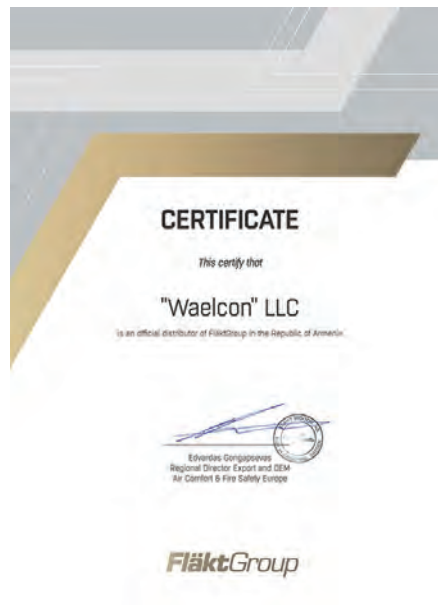 CERTIFICATE
This certify that
"Waelcon" LLC
is an official distributor of FläktGroup in the Republic of Armenia
Edvardas Gongapsevas
Regional Director Export and OEM
Air Comfort & Fire Safety Europe
FläktGroup